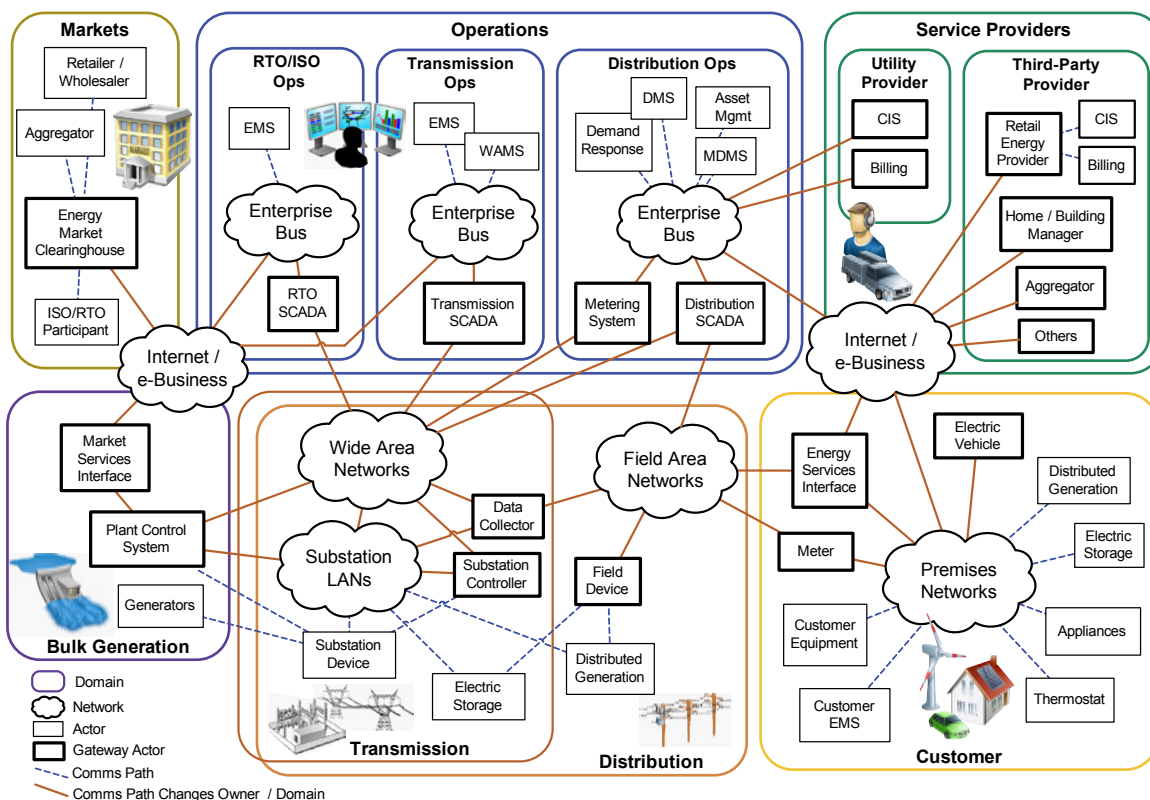 Markets
Retailer /
Wholesaler
Aggregator
Energy
Market
Clearinghouse
ISO/RTO
Participant
Operations
RTO/ISO
Ops
EMS
Enterprise
Bus
RTO
SCADA
Transmission
Ops
EMS
WAMS
Enterprise
Bus
Transmission
SCADA
Distribution Ops
DMS
Asset
Mgmt
Demand
Response
MDMS
Enterprise
Bus
Metering
System
Distribution
SCADA
Service Providers
Utility
Provider
CIS
Billing
Third-Party
Provider
Retail
Energy
Provider
CIS
Billing
Home / Building
Manager
Aggregator
Others
Internet /
e-Business
Internet /
e-Business
Market
Services
Interface
Plant Control
System
Generators
Bulk Generation
Wide Area
Networks
Substation
LANs
Data
Collector
Substation
Controller
Substation
Device
Electric
Storage
Transmission
Field Area
Networks
Field
Device
Distributed
Generation
Distribution
Energy
Services
Interface
Electric
Vehicle
Distributed
Generation
Meter
Electric
Storage
Premises
Networks
Customer
Equipment
Appliances
Customer
EMS
Thermostat
Customer
Domain
Network
Actor
Gateway Actor
Comms Path
Comms Path Changes Owner / Domain